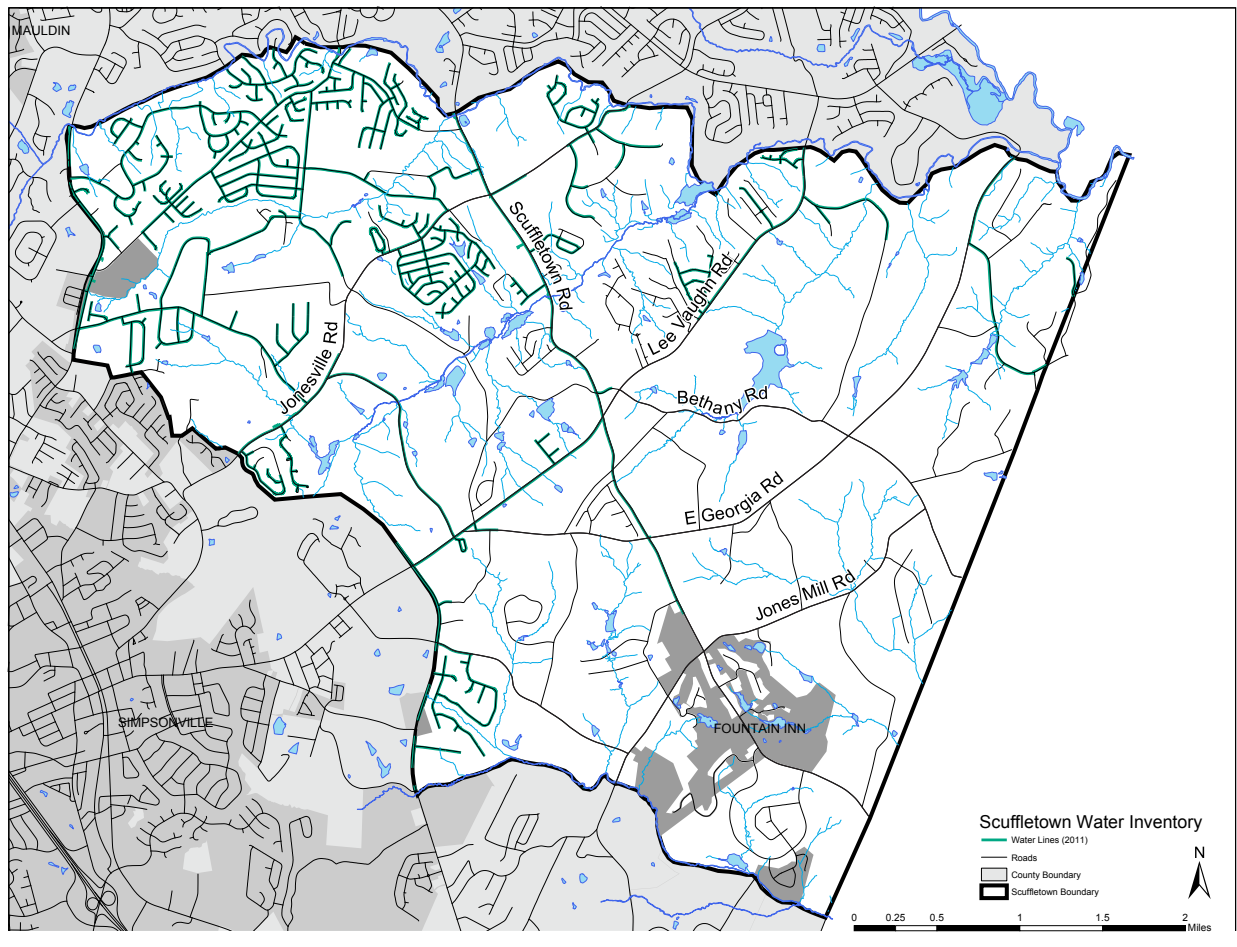 MAULDIN
Scuffletown Rd
Lee Vaughn Rd
Jonesville Rd
Bethany Rd
E Georgia Rd
Jones Mill Rd
SIMPSONVILLE
FOUNTAIN INN
Scuffletown Water Inventory
Water Lines (2011)
Roads
County Boundary
Scuffletown Boundary
N
0 0.25 0.5 1 1.5 2
Miles